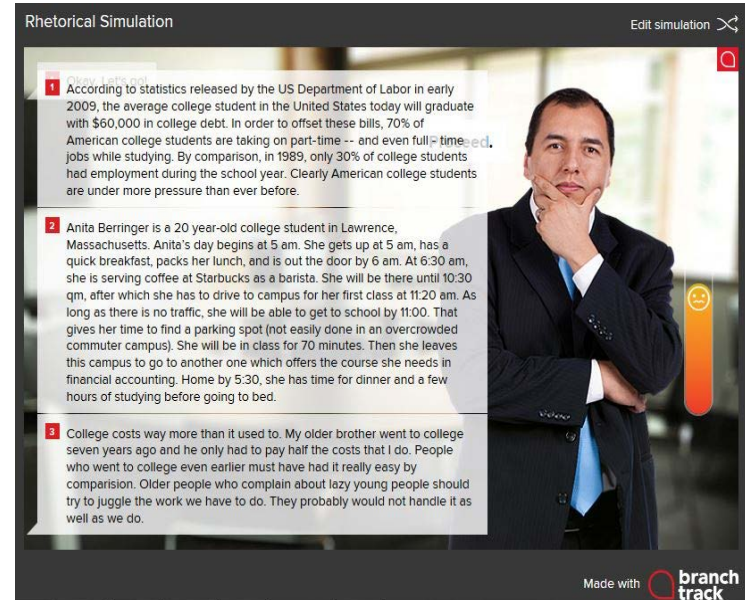 Rhetorical Simulation
Edit simulation
Okay. Let's go!
Proceed.
1
According to statistics released by the US Department of Labor in early
2009, the average college student in the United States today will graduate
with $60,000 in college debt. In order to offset these bills, 70% of
American college students are taking on part-time -- and even full - time
jobs while studying. By comparison, in 1989, only 30% of college students
had employment during the school year. Clearly American college students
are under more pressure than ever before.
2
Anita Berringer is a 20 year-old college student in Lawrence,
Massachusetts. Anita's day begins at 5 am. She gets up at 5 am, has a
quick breakfast, packs her lunch, and is out the door by 6 am. At 6:30 am,
she is serving coffee at Starbucks as a barista. She will be there until 10:30
qm, after which she has to drive to campus for her first class at 11:20 am. As
long as there is no traffic, she will be able to get to school by 11:00. That
gives her time to find a parking spot (not easily done in an overcrowded
commuter campus). She will be in class for 70 minutes. Then she leaves
this campus to go to another one which offers the course she needs in
financial accounting. Home by 5:30, she has time for dinner and a few
hours of studying before going to bed.
3
College costs way more than it used to. My older brother went to college
seven years ago and he only had to pay half the costs that I do. People
who went to college even earlier must have had it really easy by
comparision. Older people who complain about lazy young people should
try to juggle the work we have to do. They probably would not handle it as
well as we do.
Made with
branch
track